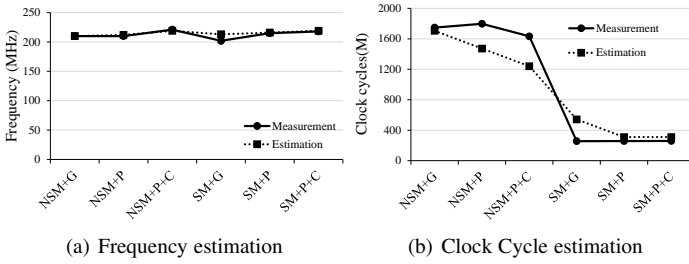 250
200
150
100
50
0
Frequency (MHz)
Measurement
Estimation
NSM+G
NSM+P
NSM+P+C
SM+G
SM+P
SM+P+C
(a) Frequency estimation
2000
1600
1200
800
400
0
Clock cycles(M)
Measurement
Estimation
NSM+G
NSM+P
NSM+P+C
SM+G
SM+P
SM+P+C
(b) Clock Cycle estimation